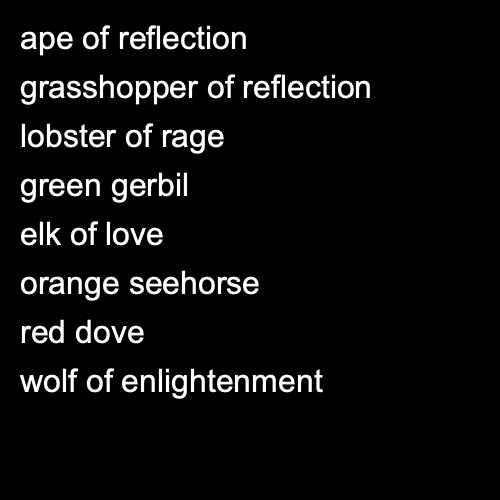 ape of reflection
grasshopper of reflection
lobster of rage
green gerbil
elk of love
orange seehorse
red dove
wolf of enlightenment